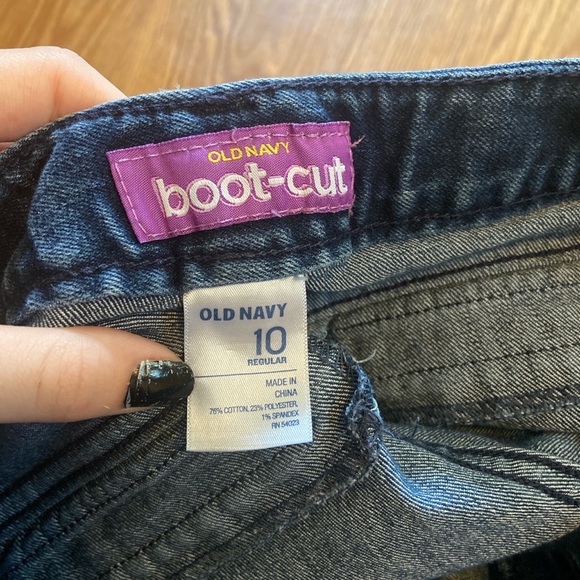 OLD NAVY
boot-cut
OLD NAVY
10
REGULAR
MADE IN
CHINA
76% COTTON, 23% POLYESTER,
1% SPANDEX
RN 54023